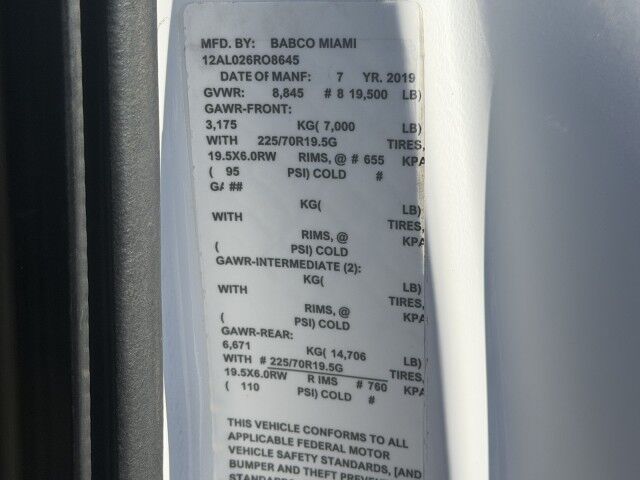 MFD. BY: BABCO MIAMI
12AL026RO8645
DATE OF MANF: 7 YR. 2019
GVWR: 8,845 # 8 19,500 LB)
GAWR-FRONT:
3,175 KG( 7,000 LB)
WITH 225/70R19.5G TIRES,
19.5X6.0RW RIMS, @ # 655 KPA
( 95 PSI) COLD #
GA ##
KG( LB)
WITH TIRES,
RIMS, @ KPA
( PSI) COLD
GAWR-INTERMEDIATE (2):
KG( LB)
WITH TIRES,
RIMS, @ KPA
( PSI) COLD
GAWR-REAR:
6,671 KG( 14,706 LB)
WITH # 225/70R19.5G TIRES,
19.5X6.0RW R IMS # 760 KPA
( 110 PSI) COLD #
THIS VEHICLE CONFORMS TO ALL
APPLICABLE FEDERAL MOTOR
VEHICLE SAFETY STANDARDS, [AND
BUMPER AND THEFT PREVENT